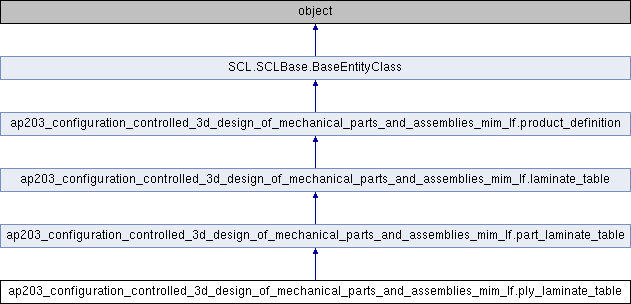 object
SCL.SCLBase.BaseEntityClass
ap203_configuration_controlled_3d_design_of_mechanical_parts_and_assemblies_mim_lf.product_definition
ap203_configuration_controlled_3d_design_of_mechanical_parts_and_assemblies_mim_lf.laminate_table
ap203_configuration_controlled_3d_design_of_mechanical_parts_and_assemblies_mim_lf.part_laminate_table
ap203_configuration_controlled_3d_design_of_mechanical_parts_and_assemblies_mim_lf.ply_laminate_table